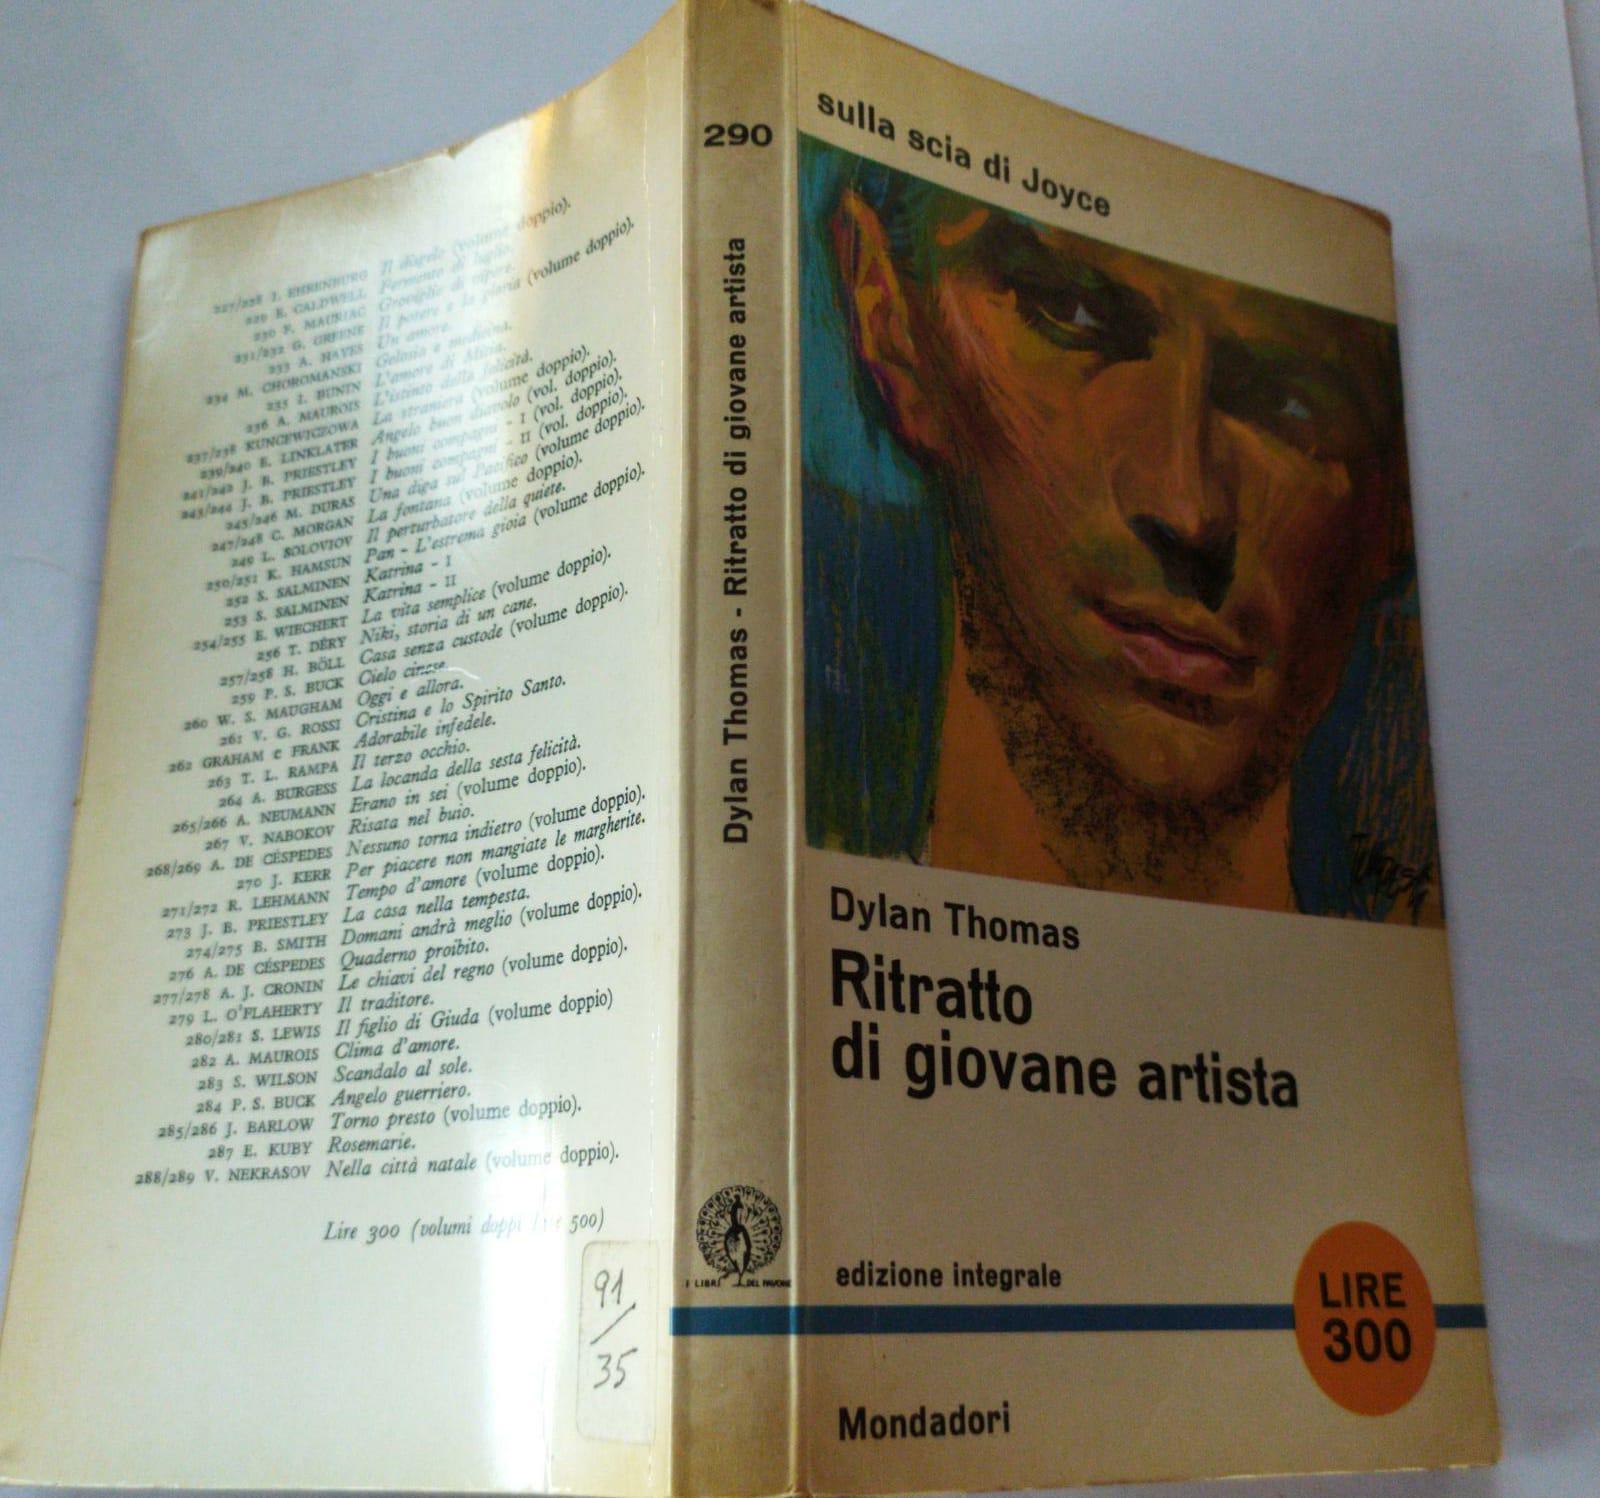 227/228 I. EHRENBURG Il disgelo (volume doppio).
229 E. CALDWELL Fermento di luglio.
230 F. MAURIAC Groviglio di vipere.
231/232 G. GREENE Il potere e la gloria (volume doppio).
233 A. HAYES Un amore.
234 M. CHOROMANSKI Gelosia e medicina.
235 I. BUNIN L'amore di Mitia.
236 A. MAUROIS L'istinto della felicità.
237/238 KUNCEWICZOWA La straniera (volume doppio).
239/240 E. LINKLATER Angelo buon diavolo (vol. doppio).
241/242 J. B. PRIESTLEY I buoni compagni - I (vol. doppio).
243/244 J. B. PRIESTLEY I buoni compagni - II (vol. doppio).
245/246 M. DURAS Una diga sul Pacifico (volume doppio).
247/248 C. MORGAN La fontana (volume doppio).
249 L. SOLOVIOV Il perturbatore della quiete.
250/251 K. HAMSUN Pan - L'estrema gioia (volume doppio).
252 S. SALMINEN Katrina - I
253 S. SALMINEN Katrina - II
254/255 E. WIECHERT La vita semplice (volume doppio).
256 T. DÉRY Niki, storia di un cane.
257/258 H. BÖLL Casa senza custode (volume doppio).
259 P. S. BUCK Cielo cinese.
260 W. S. MAUGHAM Oggi e allora.
261 V. G. ROSSI Cristina e lo Spirito Santo.
262 GRAHAM e FRANK Adorabile infedele.
263 T. L. RAMPA Il terzo occhio.
264 A. BURGESS La locanda della sesta felicità.
265/266 A. NEUMANN Erano in sei (volume doppio).
267 V. NABOKOV Risata nel buio.
268/269 A. DE CÉSPEDES Nessuno torna indietro (volume doppio).
270 J. KERR Per piacere non mangiate le margherite.
271/272 R. LEHMANN Tempo d'amore (volume doppio).
273 J. B. PRIESTLEY La casa nella tempesta.
274/275 B. SMITH Domani andrà meglio (volume doppio).
276 A. DE CÉSPEDES Quaderno proibito.
277/278 A. J. CRONIN Le chiavi del regno (volume doppio).
279 L. O'FLAHERTY Il traditore.
280/281 S. LEWIS Il figlio di Giuda (volume doppio)
282 A. MAUROIS Clima d'amore.
283 S. WILSON Scandalo al sole.
284 P. S. BUCK Angelo guerriero.
285/286 J. BARLOW Torno presto (volume doppio).
287 E. KUBY Rosemarie.
288/289 V. NEKRASOV Nella città natale (volume doppio).
Lire 300 (volumi doppi lire 500)
91/35
290
Dylan Thomas - Ritratto di giovane artista
I LIBRI DEL PAVONE
sulla scia di Joyce
Dylan Thomas
Ritratto
di giovane artista
edizione integrale
LIRE
300
Mondadori